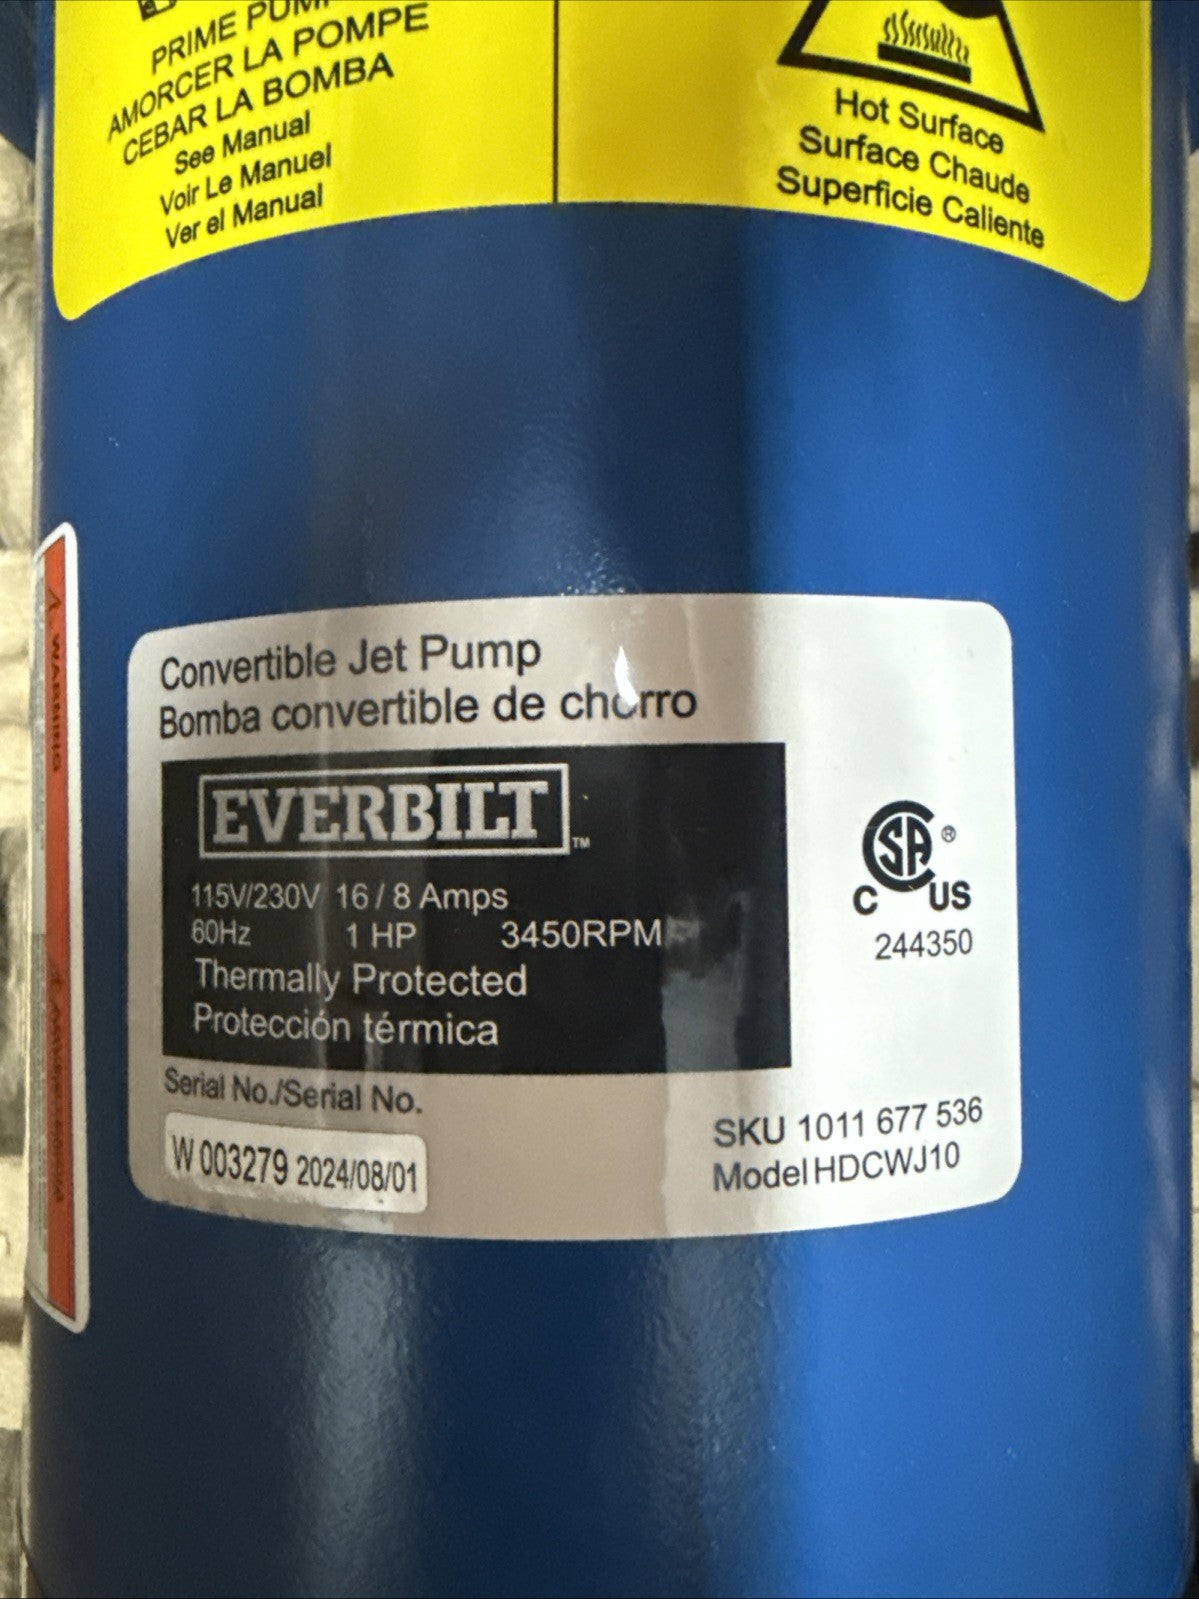 PRIME
AMORCER LA POMPE
CEBAR LA BOMBA
See Manual
Voir Le Manuel
Ver el Manual
Hot Surface
Surface Chaude
Superficie Caliente
WARNING
Convertible Jet Pump
Bomba convertible de chorro
EVERBILT™
115V/230V 16 / 8 Amps
60Hz 1 HP 3450RPM
Thermally Protected
Protección térmica
CSA ®
C US
244350
Serial No./Serial No.
W 003279 2024/08/01
SKU 1011 677 536
Model HDCWJ10